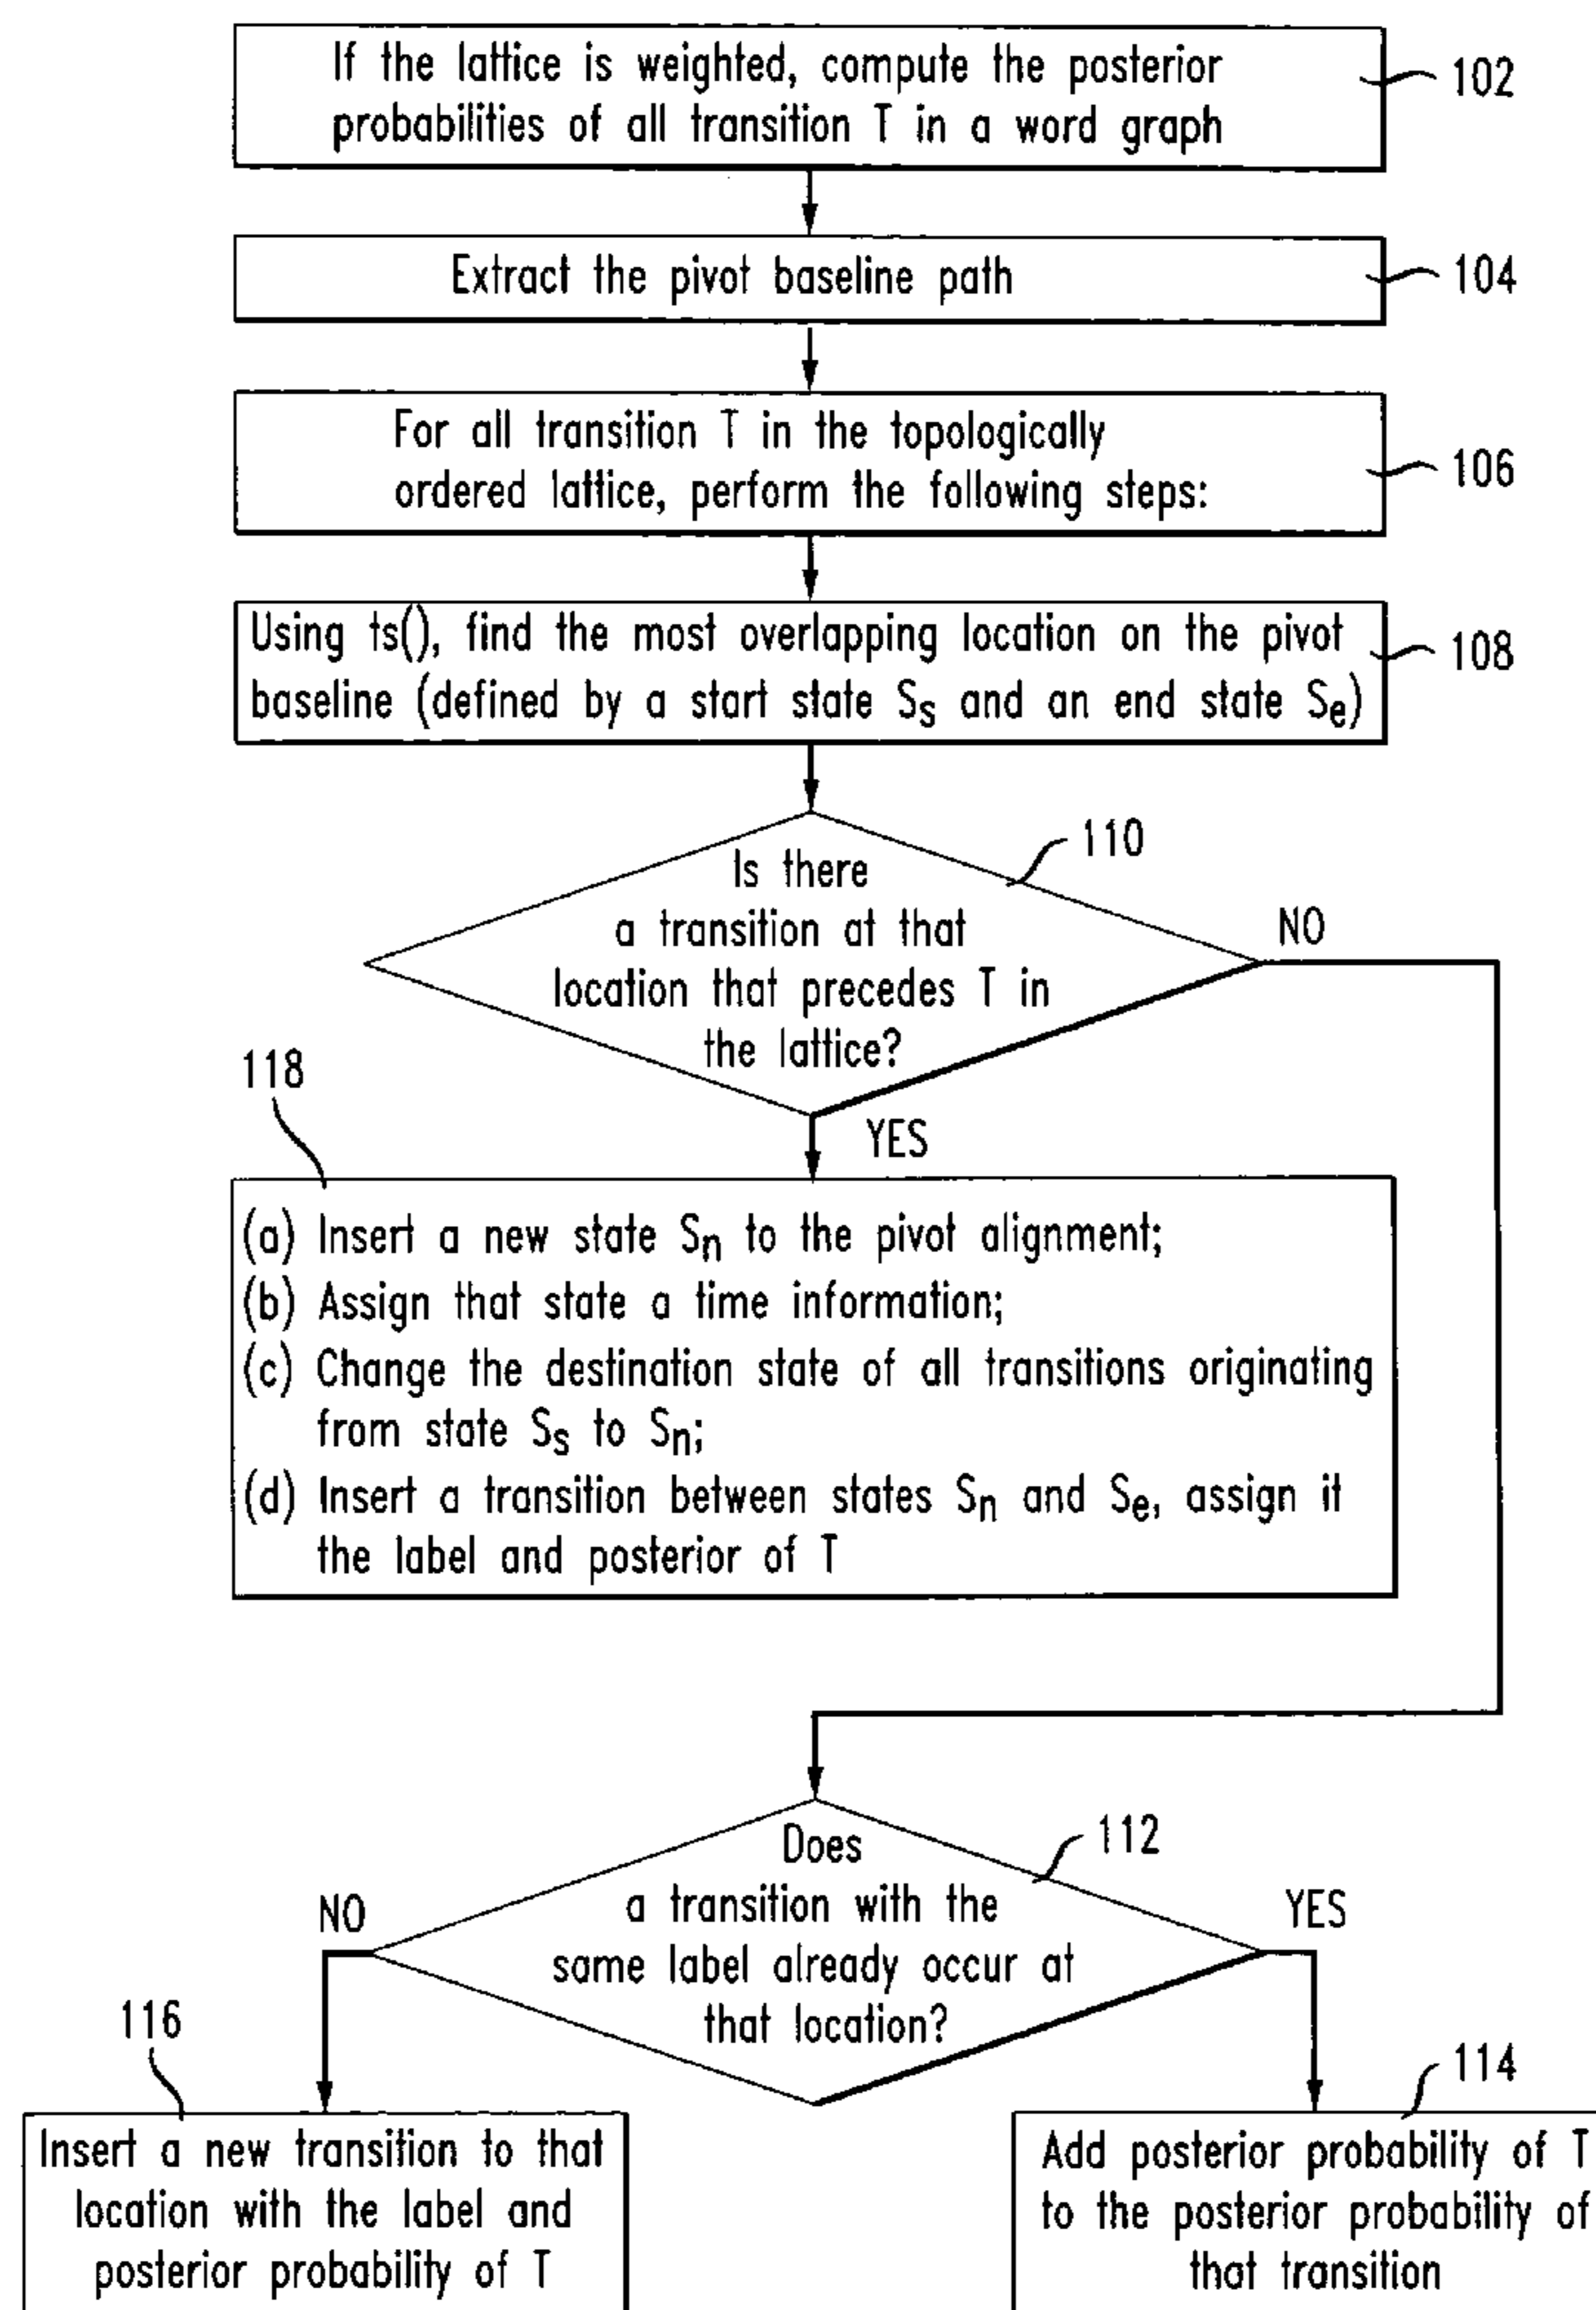 If the lattice is weighted, compute the posterior
probabilities of all transition T in a word graph
102
Extract the pivot baseline path
104
For all transition T in the topologically
ordered lattice, perform the following steps:
106
Using ts(), find the most overlapping location on the pivot
baseline (defined by a start state Ss and an end state Se)
108
110
Is there
a transition at that
location that precedes T in
the lattice?
NO
YES
118
(a) Insert a new state Sn to the pivot alignment;
(b) Assign that state a time information;
(c) Change the destination state of all transitions originating
from state Ss to Sn;
(d) Insert a transition between states Sn and Se, assign it
the label and posterior of T
112
Does
a transition with the
same label already occur at
that location?
NO
YES
116
Insert a new transition to that
location with the label and
posterior probability of T
114
Add posterior probability of T
to the posterior probability of
that transition